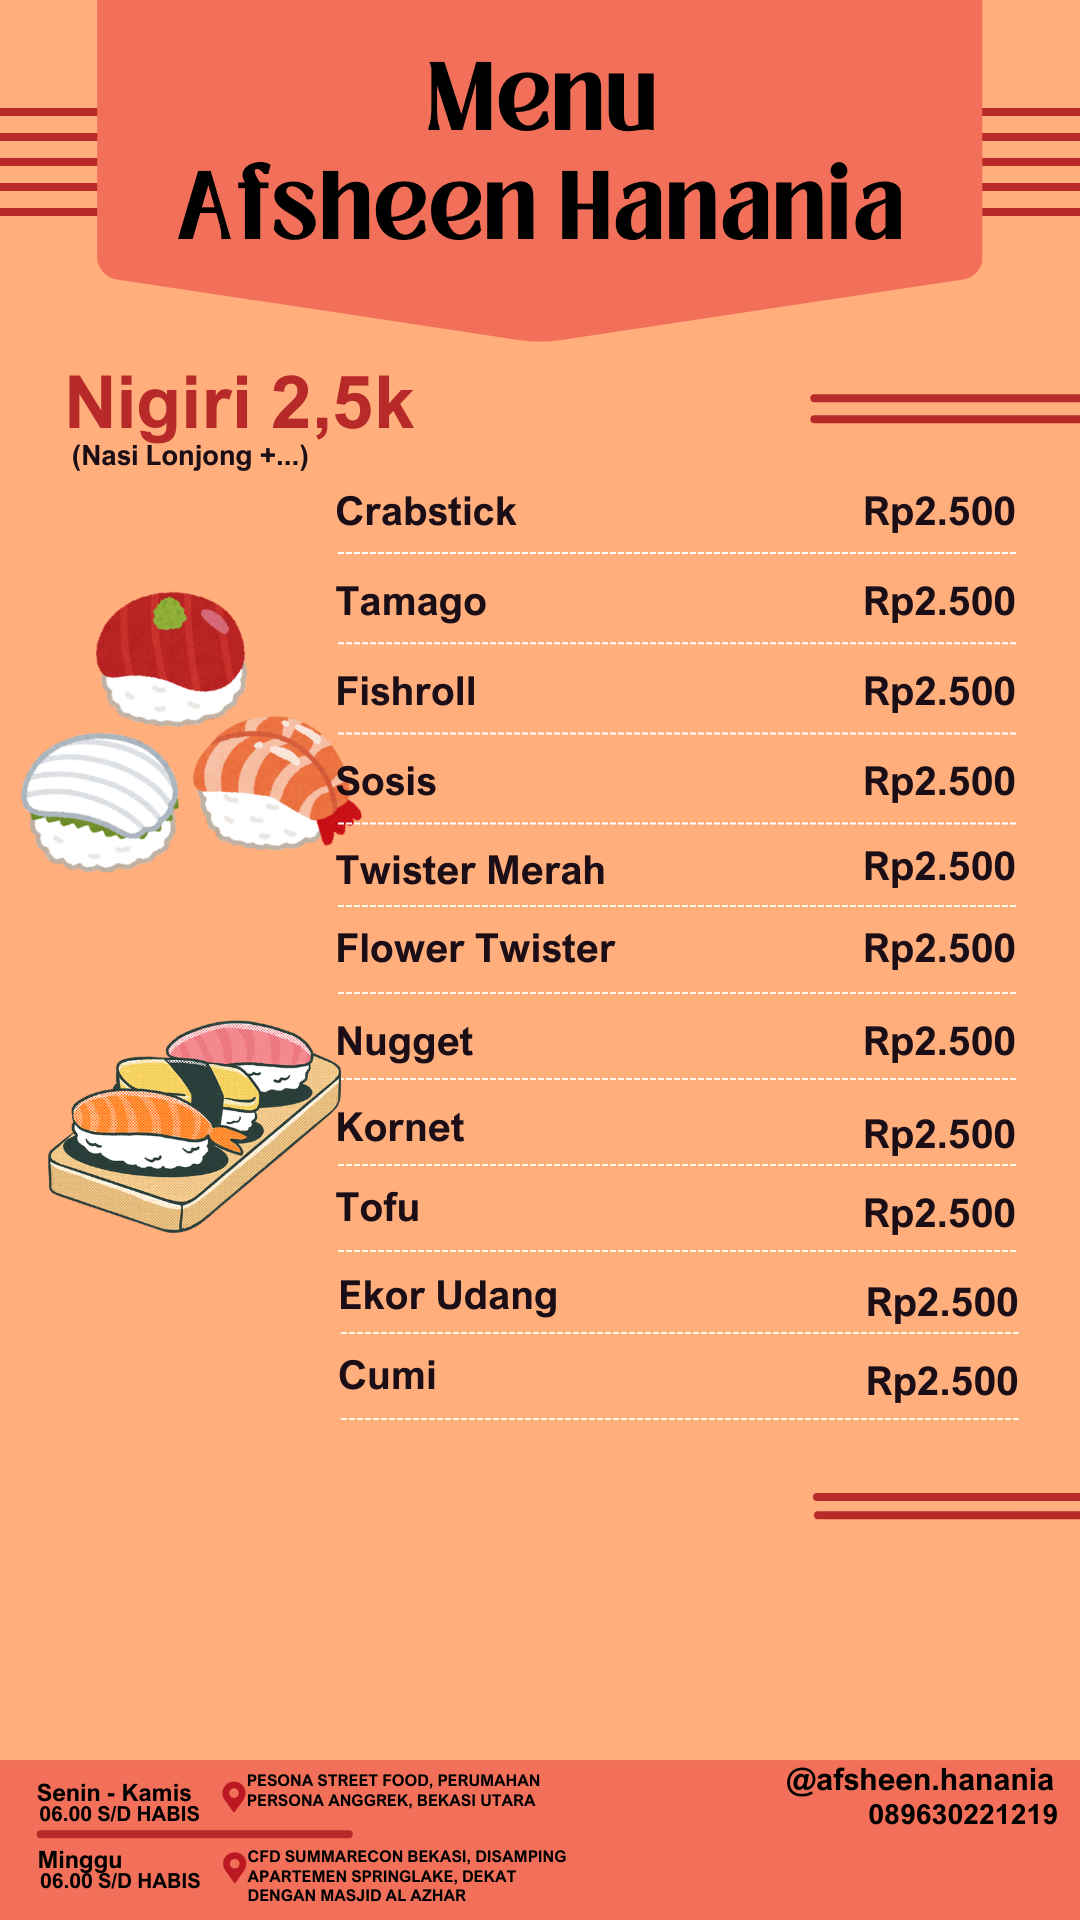 Menu
Afsheen Hanania
Nigiri 2,5k
(Nasi Lonjong +...)
Crabstick Rp2.500
Tamago Rp2.500
Fishroll Rp2.500
Sosis Rp2.500
Twister Merah Rp2.500
Flower Twister Rp2.500
Nugget Rp2.500
Kornet Rp2.500
Tofu Rp2.500
Ekor Udang Rp2.500
Cumi Rp2.500
Senin - Kamis
06.00 S/D HABIS
PESONA STREET FOOD, PERUMAHAN
PERSONA ANGGREK, BEKASI UTARA
Minggu
06.00 S/D HABIS
CFD SUMMARECON BEKASI, DISAMPING
APARTEMEN SPRINGLAKE, DEKAT
DENGAN MASJID AL AZHAR
@afsheen.hanania
089630221219